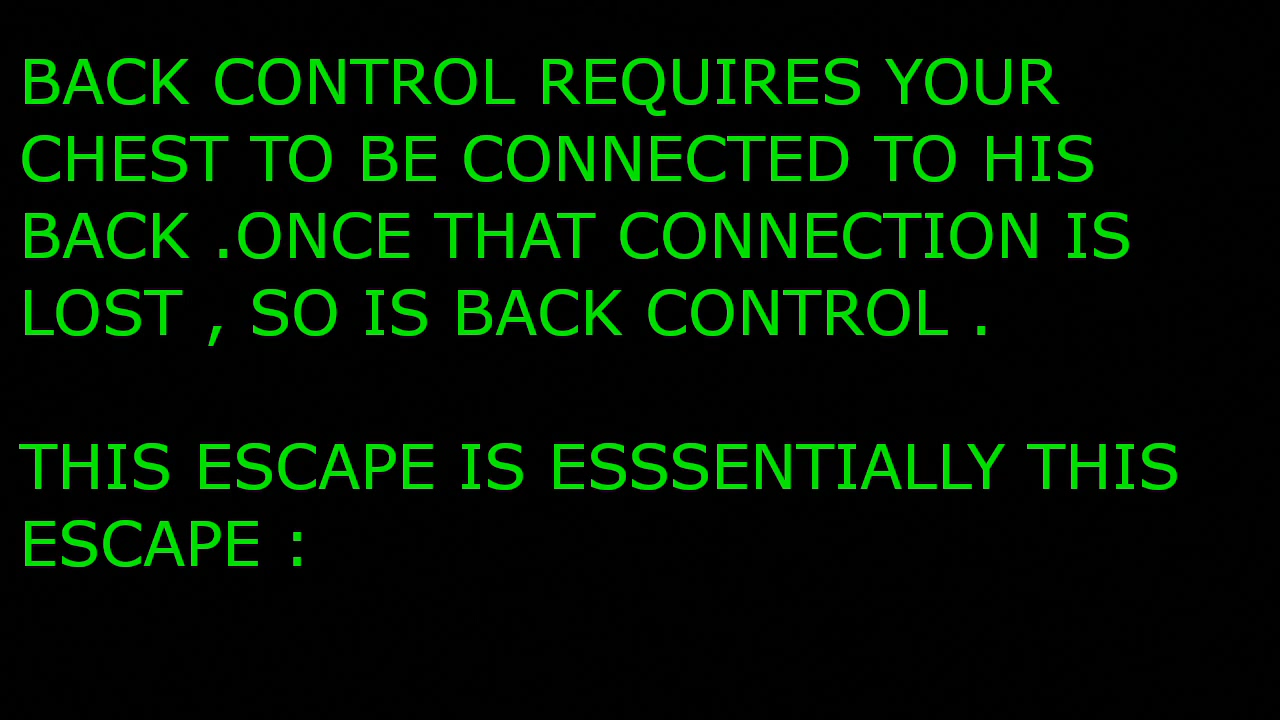 BACK CONTROL REQUIRES YOUR
CHEST TO BE CONNECTED TO HIS
BACK .ONCE THAT CONNECTION IS
LOST , SO IS BACK CONTROL .
THIS ESCAPE IS ESSSENTIALLY THIS
ESCAPE :